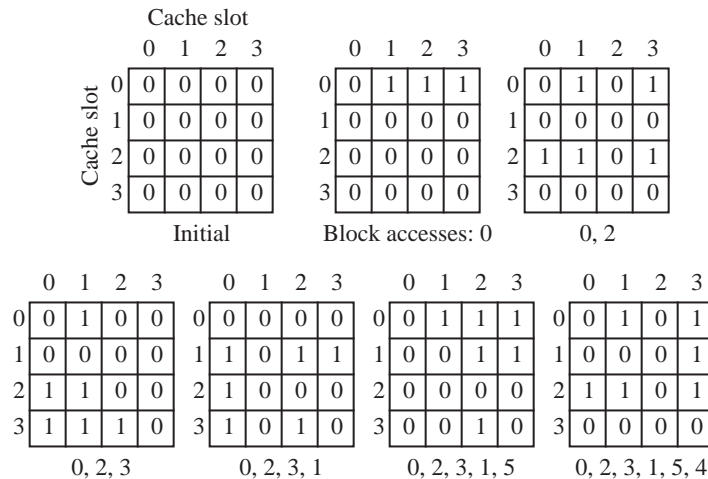 Cache slot
0 1 2 3 0 1 2 3 0 1 2 3
Cache slot
0 0 0 0 0 0 0 1 1 1 0 0 1 0 1
1 0 0 0 0 1 0 0 0 0 1 0 0 0 0
2 0 0 0 0 2 0 0 0 0 2 1 1 0 1
3 0 0 0 0 3 0 0 0 0 3 0 0 0 0
Initial Block accesses: 0 0, 2
0 1 2 3 0 1 2 3 0 1 2 3 0 1 2 3
0 0 1 0 0 0 0 0 0 0 0 0 1 1 1 0 0 1 0 1
1 0 0 0 0 1 1 0 1 1 1 0 0 1 1 1 0 0 0 1
2 1 1 0 0 2 1 0 0 0 2 0 0 0 0 2 1 1 0 1
3 1 1 1 0 3 1 0 1 0 3 0 0 1 0 3 0 0 0 0
0, 2, 3 0, 2, 3, 1 0, 2, 3, 1, 5 0, 2, 3, 1, 5, 4